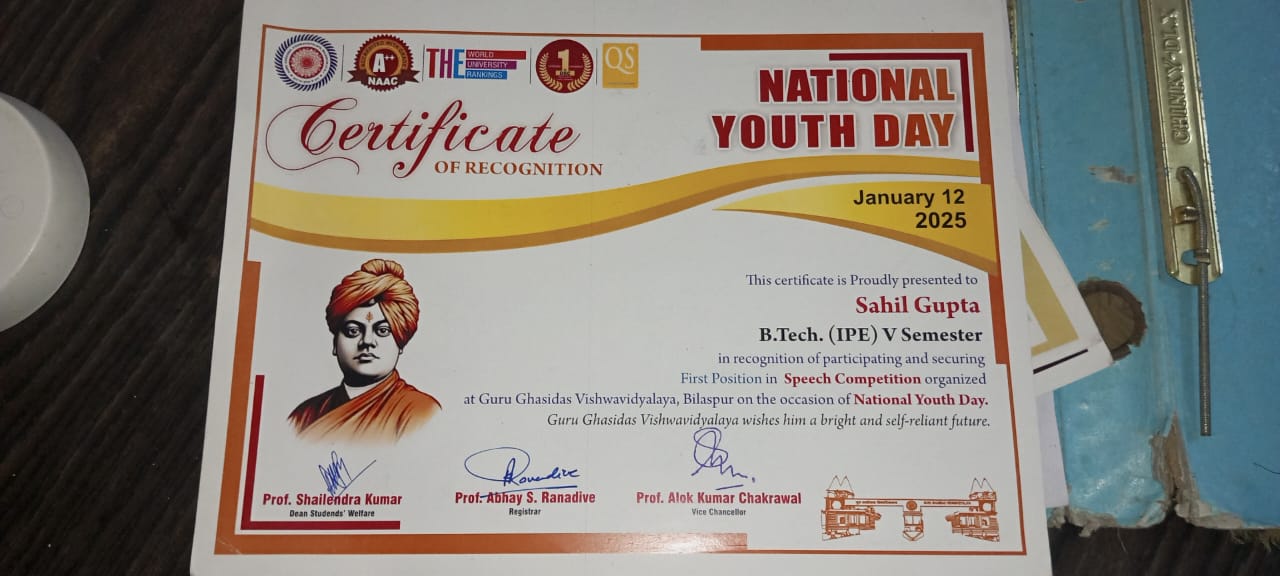 A++
NAAC
THE WORLD
UNIVERSITY
RANKINGS
1
QS
Certificate
OF RECOGNITION
NATIONAL
YOUTH DAY
January 12
2025
This certificate is Proudly presented to
Sahil Gupta
B.Tech. (IPE) V Semester
in recognition of participating and securing
First Position in Speech Competition organized
at Guru Ghasidas Vishwavidyalaya, Bilaspur on the occasion of National Youth Day.
Guru Ghasidas Vishwavidyalaya wishes him a bright and self-reliant future.
Ranadive
Prof. Shailendra Kumar
Dean Studends' Welfare
Prof. Abhay S. Ranadive
Registrar
Prof. Alok Kumar Chakrawal
Vice Chancellor